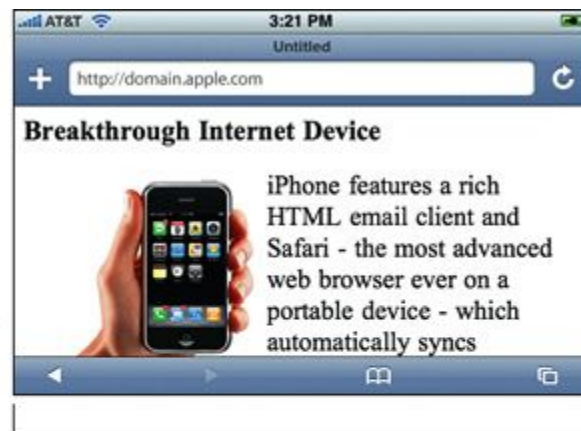 AT&T 3:21 PM
Untitled
http://domain.apple.com
Breakthrough Internet Device
iPhone features a rich
HTML email client and
Safari - the most advanced
web browser ever on a
portable device - which
automatically syncs